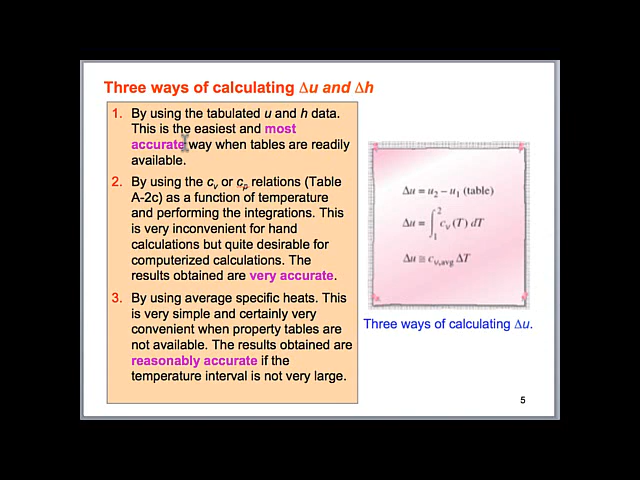 Three ways of calculating Δu and Δh
1. By using the tabulated u and h data.
This is the easiest and most
accurate way when tables are readily
available.
2. By using the cv or cp relations (Table
A-2c) as a function of temperature
and performing the integrations. This
is very inconvenient for hand
calculations but quite desirable for
computerized calculations. The
results obtained are very accurate.
3. By using average specific heats. This
is very simple and certainly very
convenient when property tables are
not available. The results obtained are
reasonably accurate if the
temperature interval is not very large.
Δu = u2 – u1 (table)
Δu = ∫₁² cv (T) dT
Δu ≅ cv,avg ΔT
Three ways of calculating Δu.
5